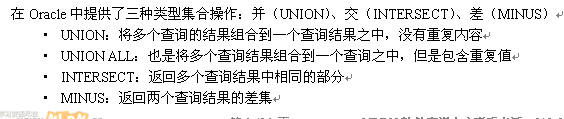 在 Oracle 中提供了三种类型集合操作：并（UNION）、交（INTERSECT）、差（MINUS）
• UNION：将多个查询的结果组合到一个查询结果之中，没有重复内容
• UNION ALL：也是将多个查询结果组合到一个查询之中，但是包含重复值
• INTERSECT：返回多个查询结果中相同的部分
• MINUS：返回两个查询结果的差集